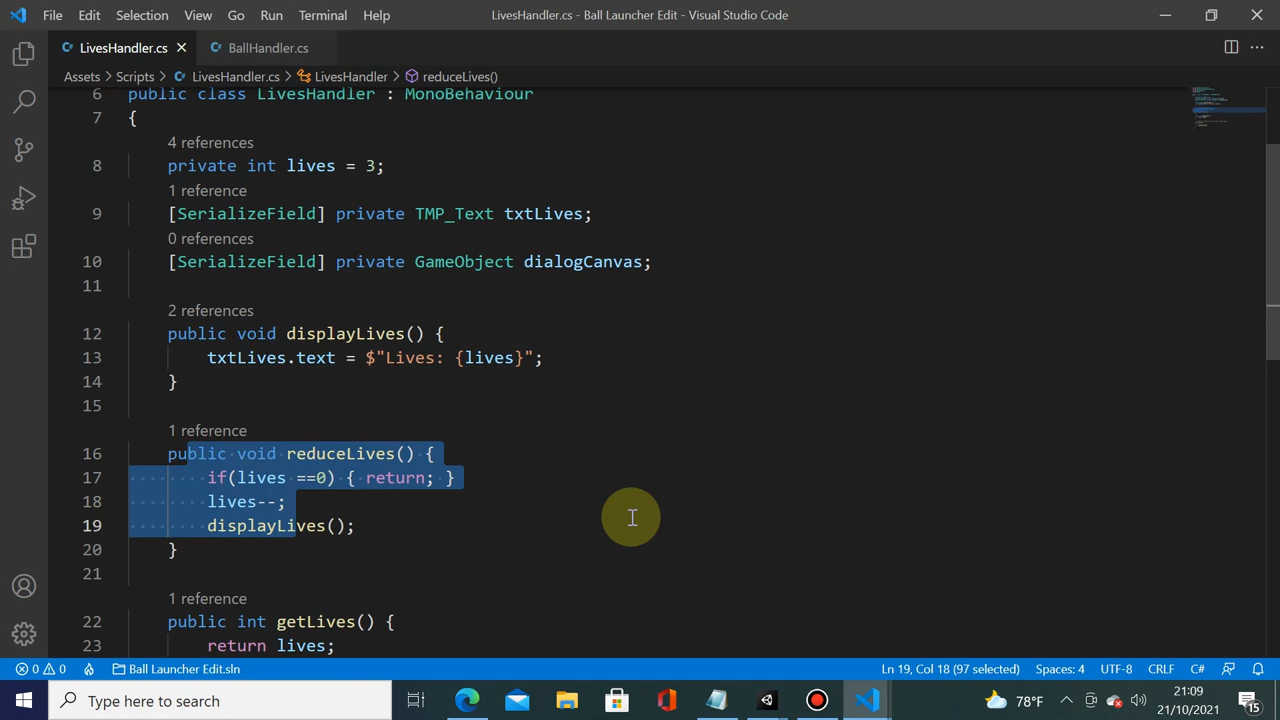 File Edit Selection View Go Run Terminal Help LivesHandler.cs - Ball Launcher Edit - Visual Studio Code
LivesHandler.cs BallHandler.cs
Assets > Scripts > LivesHandler.cs > LivesHandler > reduceLives()
6 public class LivesHandler : MonoBehaviour
7 {
4 references
8 private int lives = 3;
1 reference
9 [SerializeField] private TMP_Text txtLives;
0 references
10 [SerializeField] private GameObject dialogCanvas;
11
2 references
12 public void displayLives() {
13 txtLives.text = $"Lives: {lives}";
14 }
15
1 reference
16 public void reduceLives() {
17 if(lives ==0) { return; }
18 lives--;
19 displayLives();
20 }
21
1 reference
22 public int getLives() {
23 return lives;
0 0 Ball Launcher Edit.sln Ln 19, Col 18 (97 selected) Spaces: 4 UTF-8 CRLF C#
Type here to search 78°F 21:09
21/10/2021 15